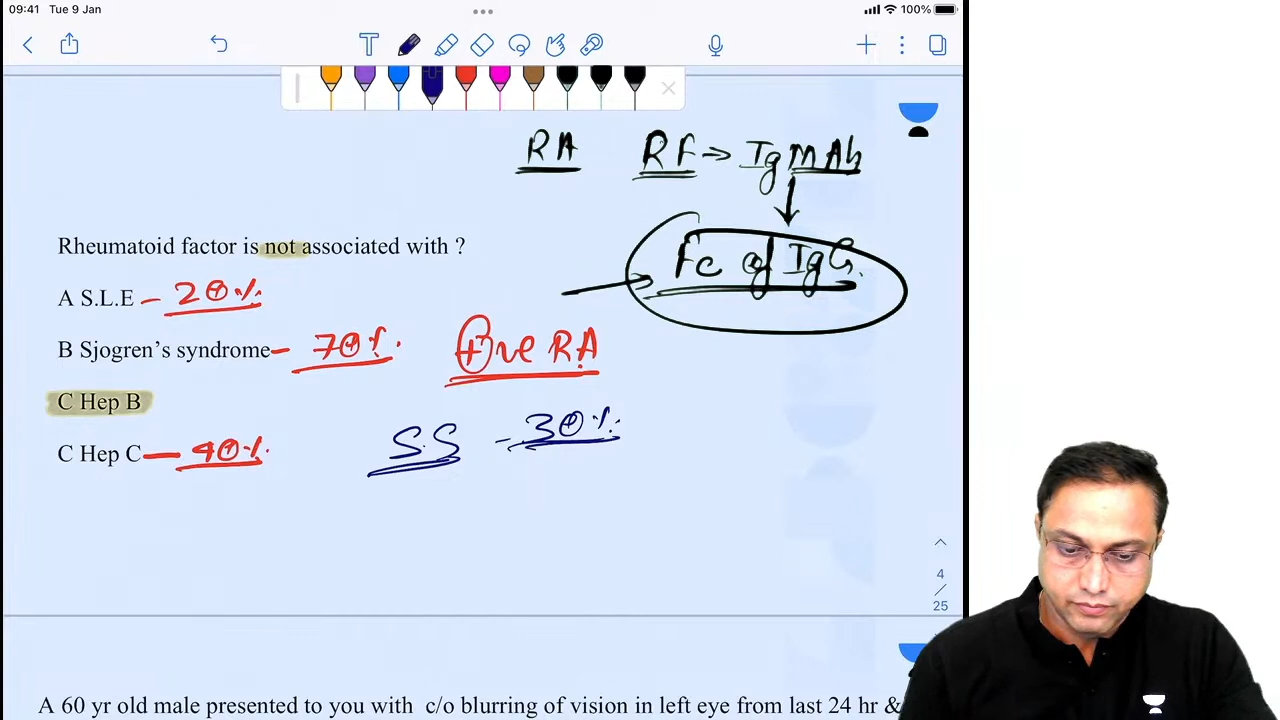 09:41 Tue 9 Jan
100%
T
RA RF → IgM Ab
Fc of IgG
Rheumatoid factor is not associated with ?
A S.L.E – 20%
B Sjogren’s syndrome – 70%. +ve RA
C Hep B
C Hep C — 40%
S.S - 30%
4
/
25
A 60 yr old male presented to you with c/o blurring of vision in left eye from last 24 hr &